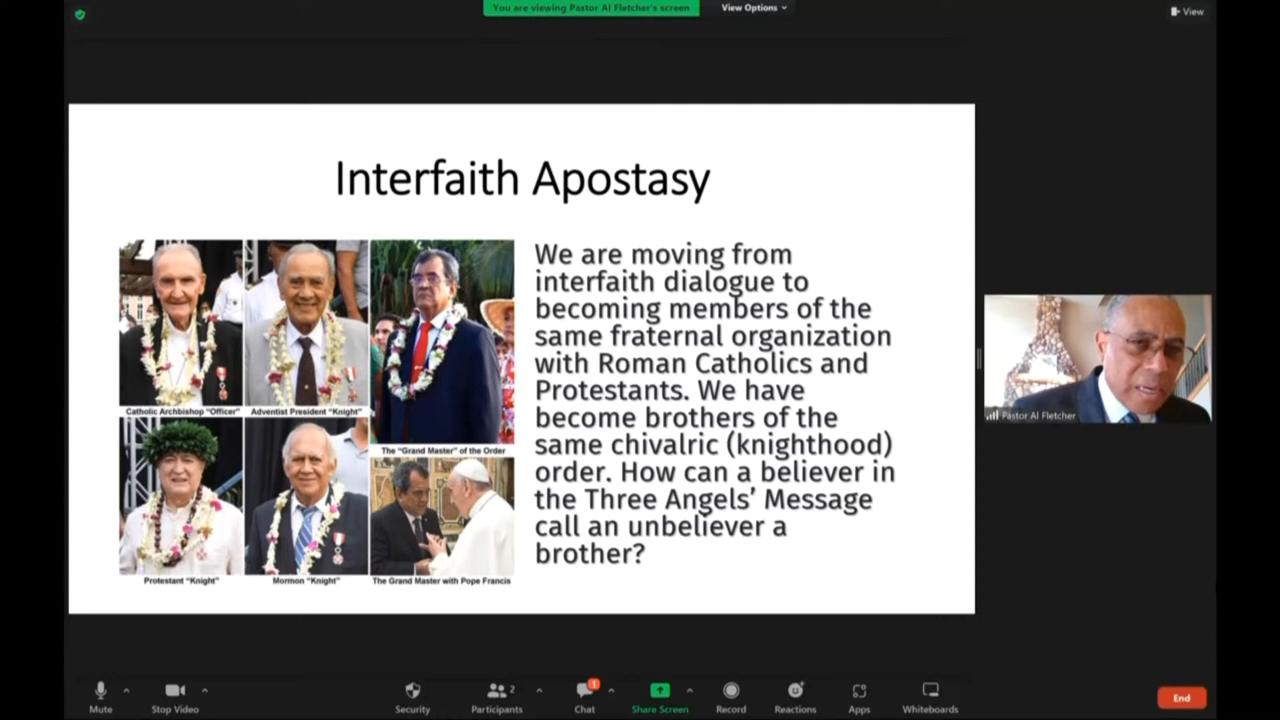 You are viewing Pastor Al Fletcher's screen
View Options
View
Interfaith Apostasy
Catholic Archbishop "Officer"
Adventist President "Knight"
The "Grand Master" of the Order
Protestant "Knight"
Mormon "Knight"
The Grand Master with Pope Francis
We are moving from
interfaith dialogue to
becoming members of the
same fraternal organization
with Roman Catholics and
Protestants. We have
become brothers of the
same chivalric (knighthood)
order. How can a believer in
the Three Angels’ Message
call an unbeliever a
brother?
Pastor Al Fletcher
Mute
Stop Video
Security
Participants
2
Chat
1
Share Screen
Record
Reactions
Apps
Whiteboards
End